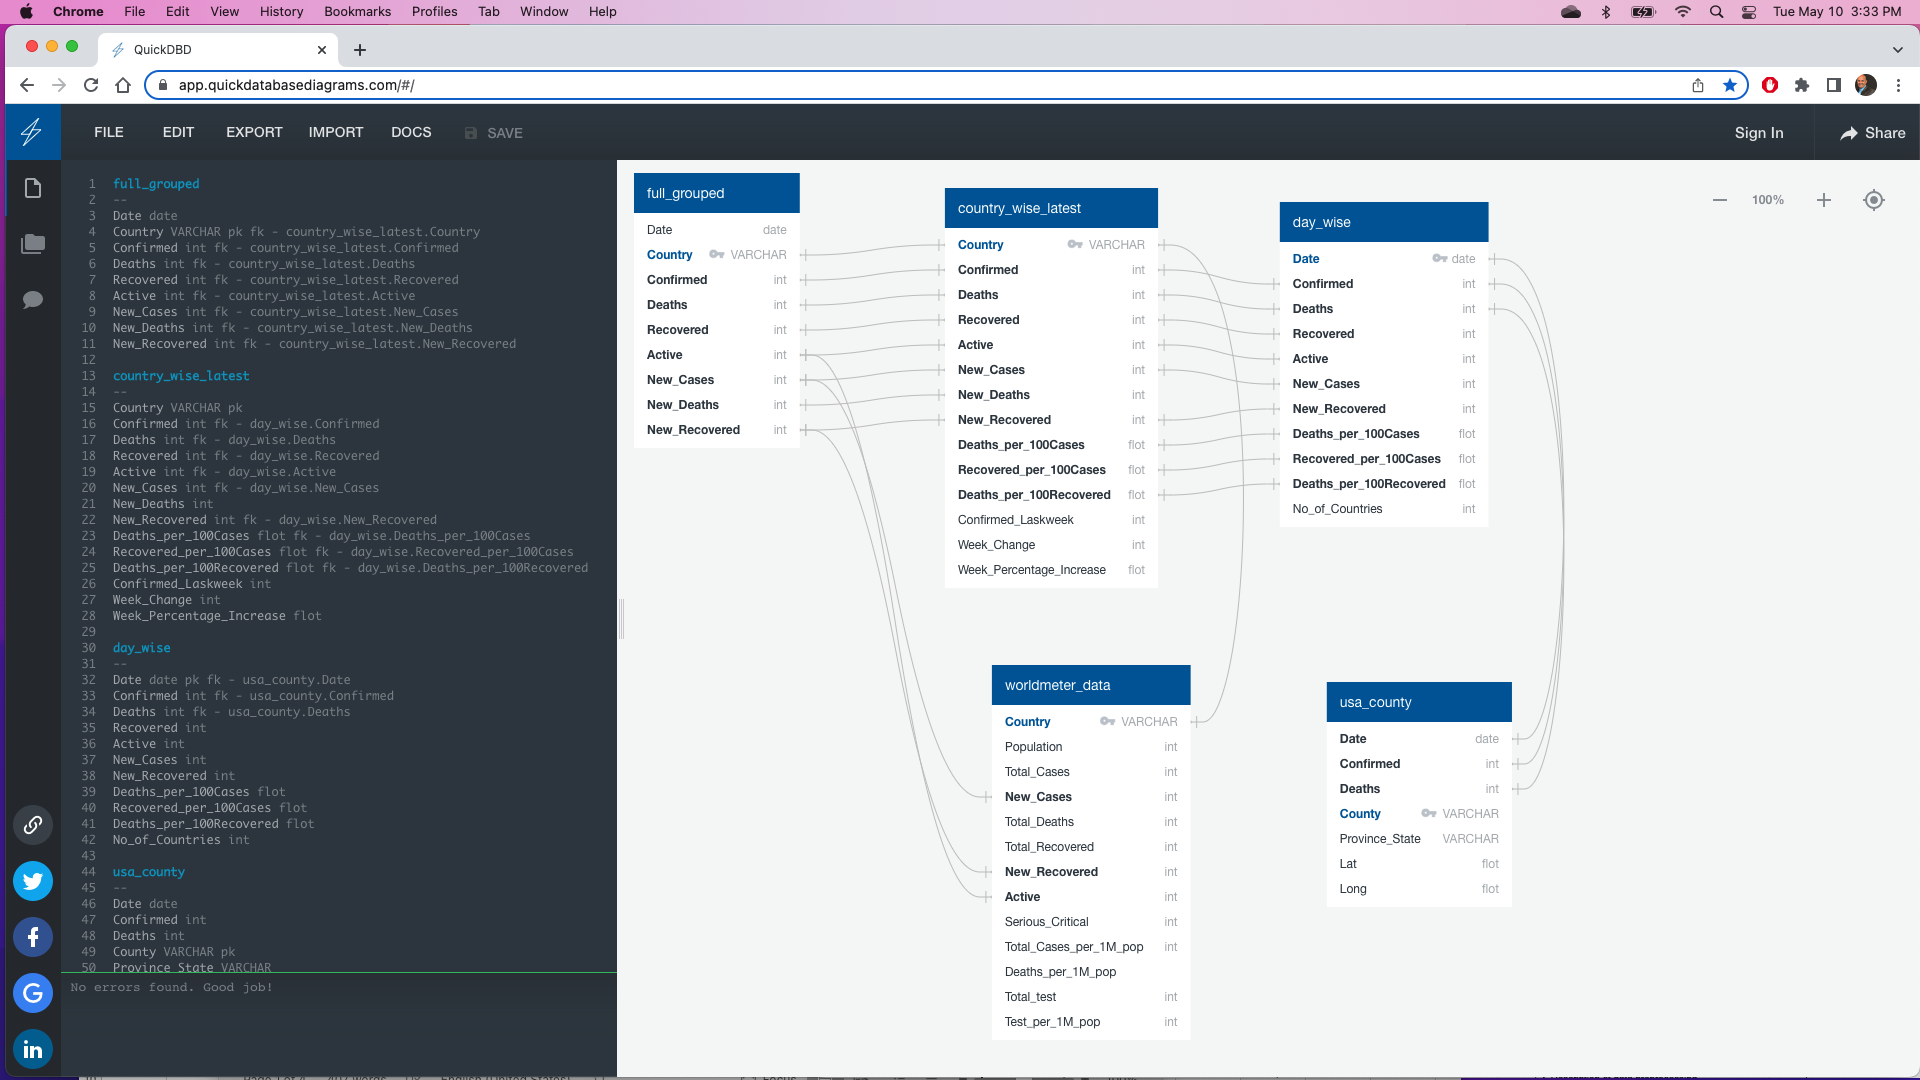 Chrome File Edit View History Bookmarks Profiles Tab Window Help Tue May 10 3:33 PM
QuickDBD
app.quickdatabasediagrams.com/#/
FILE EDIT EXPORT IMPORT DOCS SAVE Sign In Share
1 full_grouped
2 --
3 Date date
4 Country VARCHAR pk fk - country_wise_latest.Country
5 Confirmed int fk - country_wise_latest.Confirmed
6 Deaths int fk - country_wise_latest.Deaths
7 Recovered int fk - country_wise_latest.Recovered
8 Active int fk - country_wise_latest.Active
9 New_Cases int fk - country_wise_latest.New_Cases
10 New_Deaths int fk - country_wise_latest.New_Deaths
11 New_Recovered int fk - country_wise_latest.New_Recovered
12
13 country_wise_latest
14 --
15 Country VARCHAR pk
16 Confirmed int fk - day_wise.Confirmed
17 Deaths int fk - day_wise.Deaths
18 Recovered int fk - day_wise.Recovered
19 Active int fk - day_wise.Active
20 New_Cases int fk - day_wise.New_Cases
21 New_Deaths int
22 New_Recovered int fk - day_wise.New_Recovered
23 Deaths_per_100Cases flot fk - day_wise.Deaths_per_100Cases
24 Recovered_per_100Cases flot fk - day_wise.Recovered_per_100Cases
25 Deaths_per_100Recovered flot fk - day_wise.Deaths_per_100Recovered
26 Confirmed_Laskweek int
27 Week_Change int
28 Week_Percentage_Increase flot
29
30 day_wise
31 --
32 Date date pk fk - usa_county.Date
33 Confirmed int fk - usa_county.Confirmed
34 Deaths int fk - usa_county.Deaths
35 Recovered int
36 Active int
37 New_Cases int
38 New_Recovered int
39 Deaths_per_100Cases flot
40 Recovered_per_100Cases flot
41 Deaths_per_100Recovered flot
42 No_of_Countries int
43
44 usa_county
45 --
46 Date date
47 Confirmed int
48 Deaths int
49 County VARCHAR pk
50 Province_State VARCHAR
No errors found. Good job!
full_grouped
Date date
Country VARCHAR
Confirmed int
Deaths int
Recovered int
Active int
New_Cases int
New_Deaths int
New_Recovered int
country_wise_latest
Country VARCHAR
Confirmed int
Deaths int
Recovered int
Active int
New_Cases int
New_Deaths int
New_Recovered int
Deaths_per_100Cases flot
Recovered_per_100Cases flot
Deaths_per_100Recovered flot
Confirmed_Laskweek int
Week_Change int
Week_Percentage_Increase flot
day_wise
Date date
Confirmed int
Deaths int
Recovered int
Active int
New_Cases int
New_Recovered int
Deaths_per_100Cases flot
Recovered_per_100Cases flot
Deaths_per_100Recovered flot
No_of_Countries int
100%
worldmeter_data
Country VARCHAR
Population int
Total_Cases int
New_Cases int
Total_Deaths int
Total_Recovered int
New_Recovered int
Active int
Serious_Critical int
Total_Cases_per_1M_pop int
Deaths_per_1M_pop
Total_test int
Test_per_1M_pop int
usa_county
Date date
Confirmed int
Deaths int
County VARCHAR
Province_State VARCHAR
Lat flot
Long flot